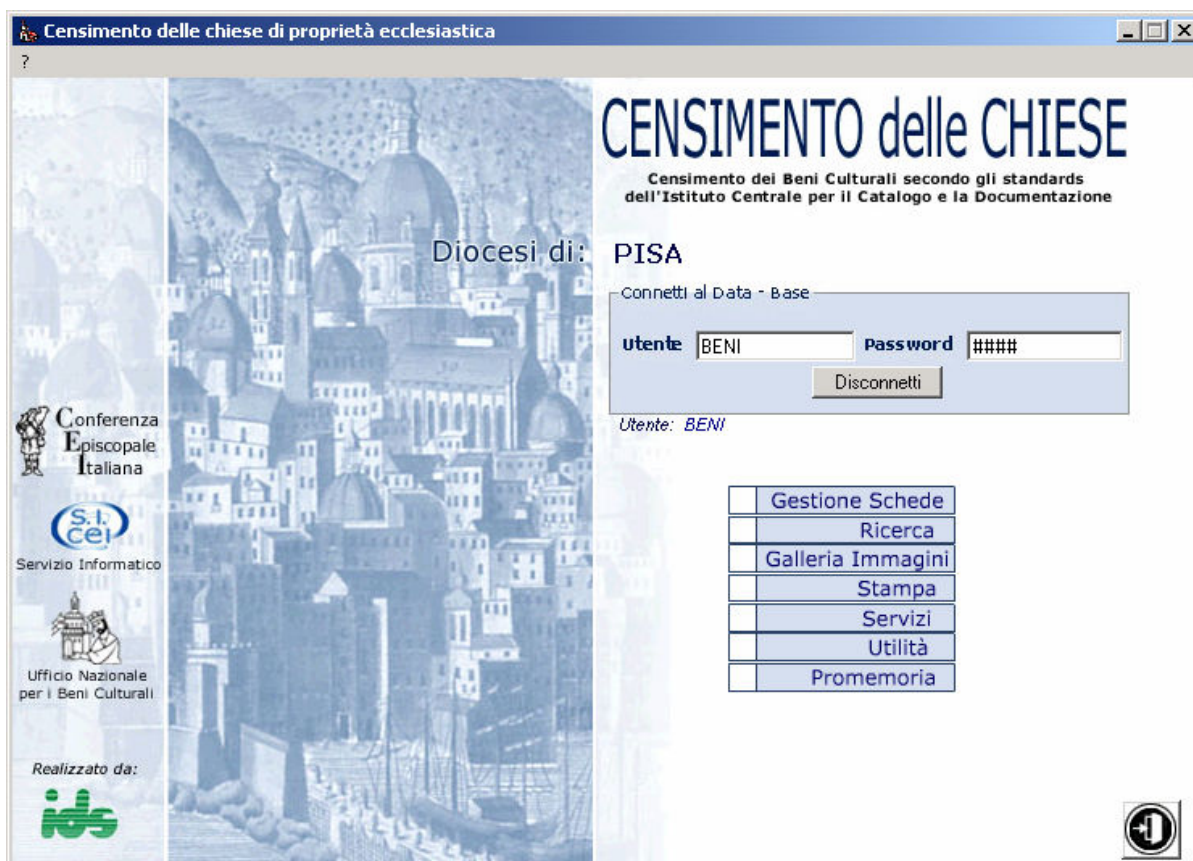 Censimento delle chiese di proprietà ecclesiastica
?
CENSIMENTO delle CHIESE
Censimento dei Beni Culturali secondo gli standards
dell'Istituto Centrale per il Catalogo e la Documentazione
Diocesi di: PISA
Connetti al Data - Base
Utente BENI Password ####
Disconnetti
Utente: BENI
Conferenza
Episcopale
Italiana
S.I.
cei
Servizio Informatico
Ufficio Nazionale
per i Beni Culturali
Realizzato da:
ids
Gestione Schede
Ricerca
Galleria Immagini
Stampa
Servizi
Utilità
Promemoria